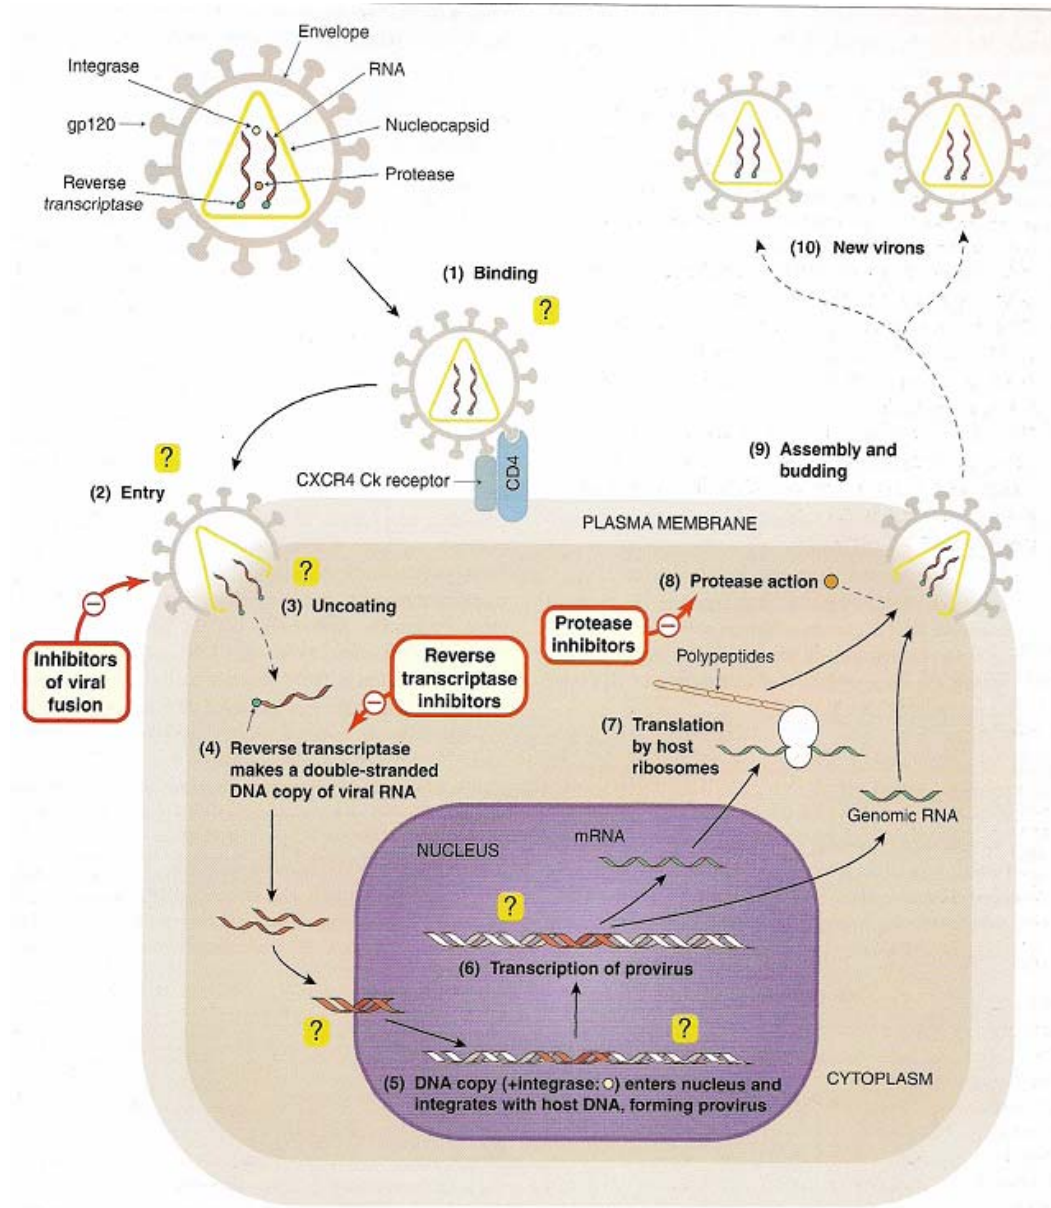 Envelope
Integrase
RNA
gp120
Nucleocapsid
Reverse
transcriptase
Protease
(1) Binding
?
(10) New virons
?
(2) Entry
CXCR4 Ck receptor
CD4
(9) Assembly and
budding
PLASMA MEMBRANE
?
(3) Uncoating
(8) Protease action
Inhibitors
of viral
fusion
Reverse
transcriptase
inhibitors
Protease
inhibitors
Polypeptides
(4) Reverse transcriptase
makes a double-stranded
DNA copy of viral RNA
(7) Translation
by host
ribosomes
Genomic RNA
NUCLEUS
mRNA
?
(6) Transcription of provirus
?
?
(5) DNA copy (+integrase: ) enters nucleus and
integrates with host DNA, forming provirus
CYTOPLASM